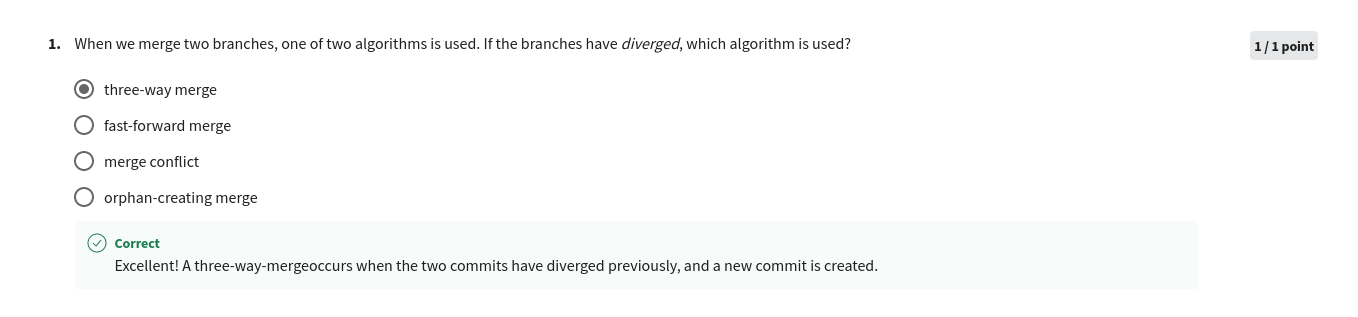 1. When we merge two branches, one of two algorithms is used. If the branches have diverged, which algorithm is used?
1 / 1 point
three-way merge
fast-forward merge
merge conflict
orphan-creating merge
Correct
Excellent! A three-way-mergeoccurs when the two commits have diverged previously, and a new commit is created.